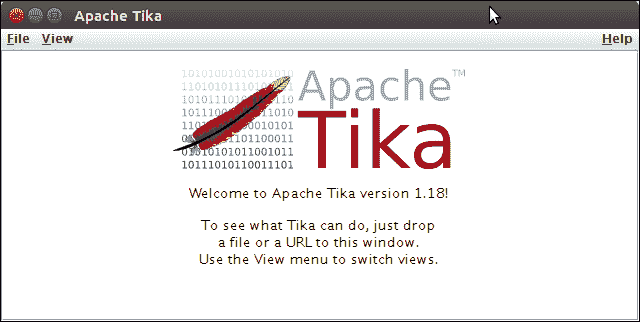 Apache Tika
File View Help
Apache™
Tika
Welcome to Apache Tika version 1.18!
To see what Tika can do, just drop
a file or a URL to this window.
Use the View menu to switch views.